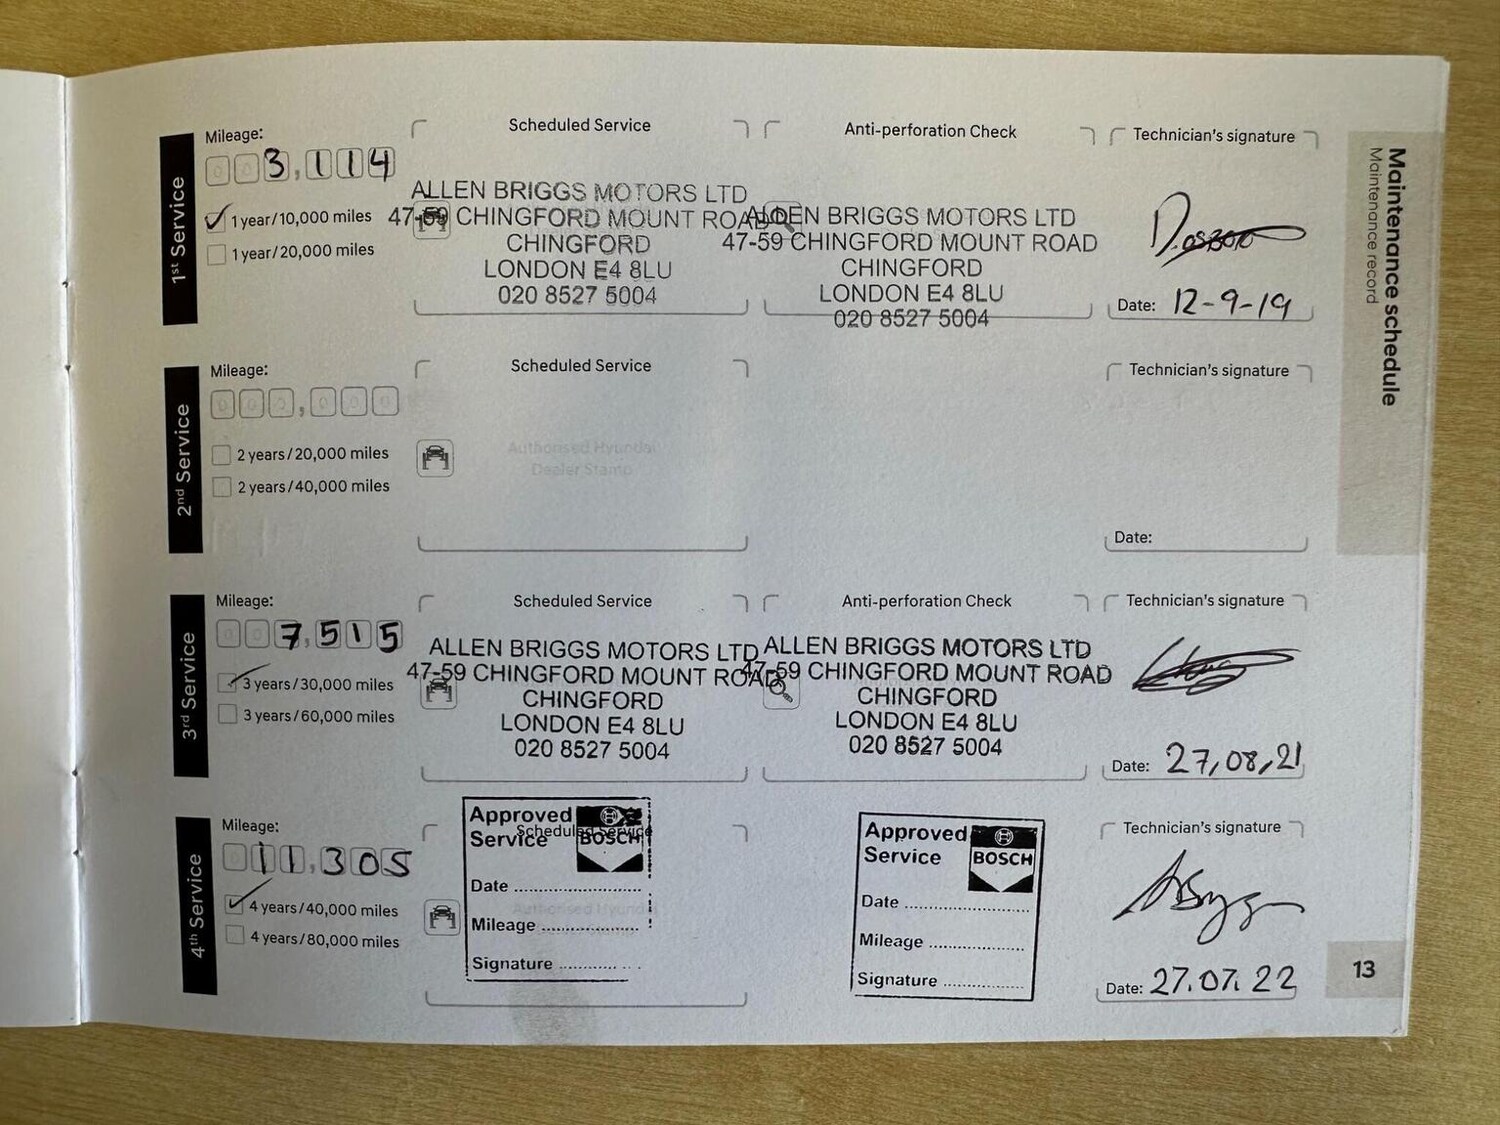 Maintenance schedule
Maintenance record
1st Service
Mileage:
003,114
1 year/10,000 miles
1 year/20,000 miles
Scheduled Service
ALLEN BRIGGS MOTORS LTD
47-59 CHINGFORD MOUNT ROAD
CHINGFORD
LONDON E4 8LU
020 8527 5004
Anti-perforation Check
ALLEN BRIGGS MOTORS LTD
47-59 CHINGFORD MOUNT ROAD
CHINGFORD
LONDON E4 8LU
020 8527 5004
Technician's signature
Date: 12-9-19
2nd Service
Mileage:
000,000
2 years/20,000 miles
2 years/40,000 miles
Scheduled Service
Authorised Hyundai
Dealer Stamp
Technician's signature
Date:
3rd Service
Mileage:
007,515
3 years/30,000 miles
3 years/60,000 miles
Scheduled Service
ALLEN BRIGGS MOTORS LTD
47-59 CHINGFORD MOUNT ROAD
CHINGFORD
LONDON E4 8LU
020 8527 5004
Anti-perforation Check
ALLEN BRIGGS MOTORS LTD
47-59 CHINGFORD MOUNT ROAD
CHINGFORD
LONDON E4 8LU
020 8527 5004
Technician's signature
Date: 27,08,21
4th Service
Mileage:
011,305
4 years/40,000 miles
4 years/80,000 miles
Scheduled Service
Authorised Hyundai
Approved
Service
BOSCH
Date
Mileage
Signature
Approved
Service
BOSCH
Date
Mileage
Signature
Technician's signature
Date: 27.07.22
13